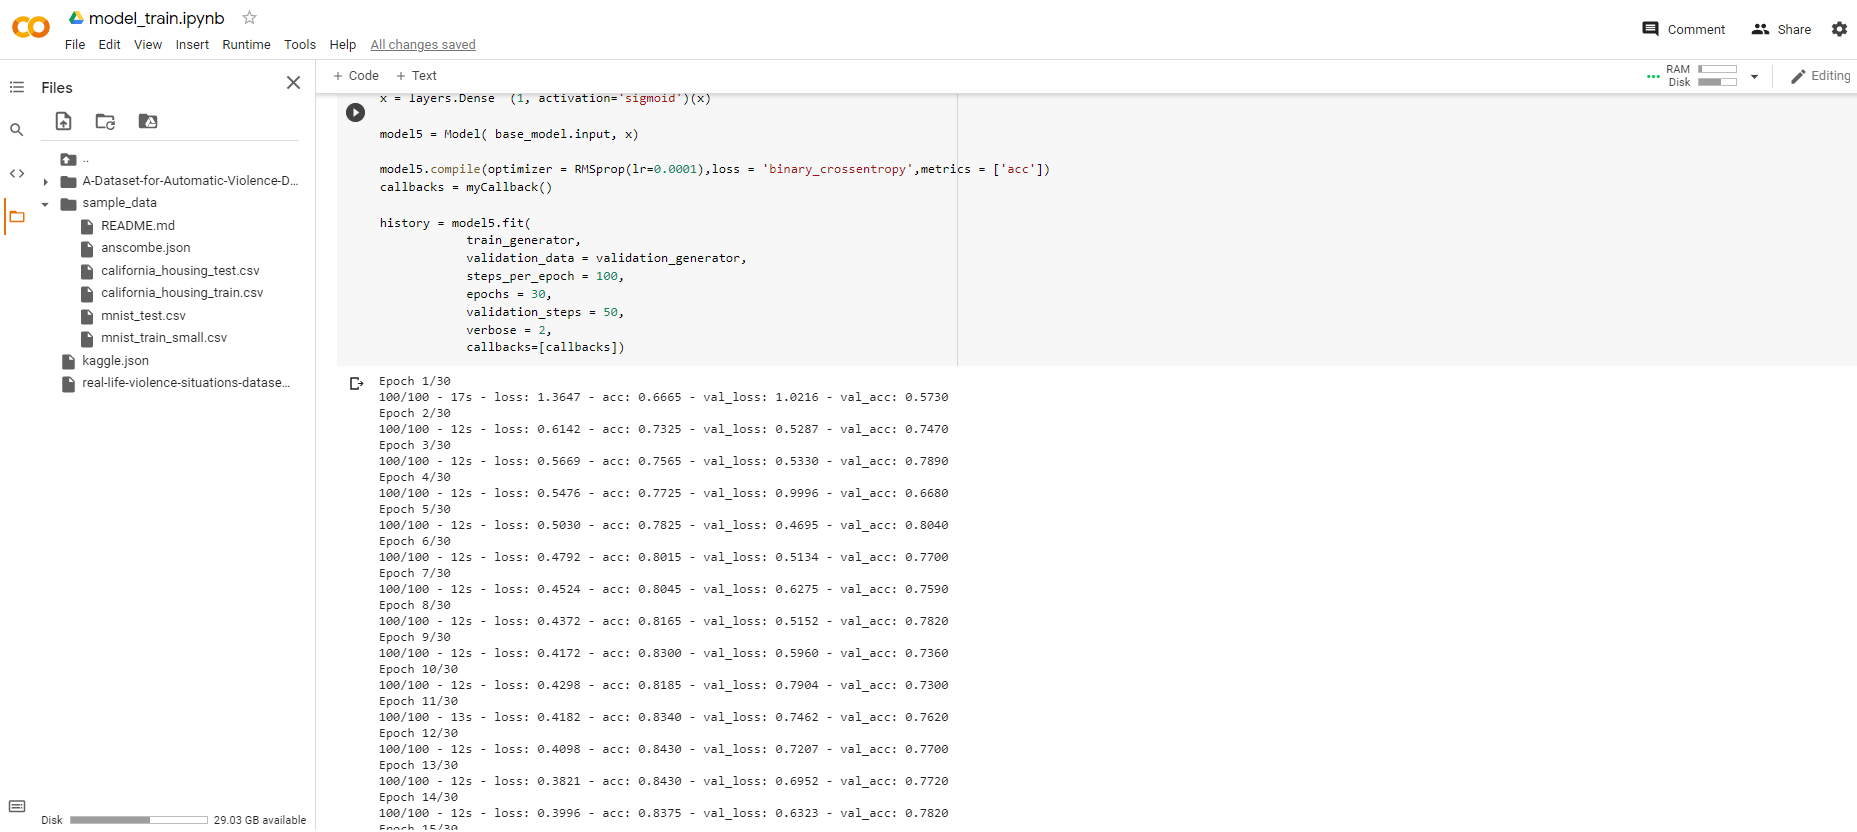 model_train.ipynb
File Edit View Insert Runtime Tools Help All changes saved
Comment Share
Files
+ Code + Text
RAM
Disk
Editing
..
A-Dataset-for-Automatic-Violence-D...
sample_data
README.md
anscombe.json
california_housing_test.csv
california_housing_train.csv
mnist_test.csv
mnist_train_small.csv
kaggle.json
real-life-violence-situations-datase...
Disk 29.03 GB available
x = layers.Dense  (1, activation='sigmoid')(x)
model5 = Model( base_model.input, x)
model5.compile(optimizer = RMSprop(lr=0.0001),loss = 'binary_crossentropy',metrics = ['acc'])
callbacks = myCallback()
history = model5.fit(
train_generator,
validation_data = validation_generator,
steps_per_epoch = 100,
epochs = 30,
validation_steps = 50,
verbose = 2,
callbacks=[callbacks])
Epoch 1/30
100/100 - 17s - loss: 1.3647 - acc: 0.6665 - val_loss: 1.0216 - val_acc: 0.5730
Epoch 2/30
100/100 - 12s - loss: 0.6142 - acc: 0.7325 - val_loss: 0.5287 - val_acc: 0.7470
Epoch 3/30
100/100 - 12s - loss: 0.5669 - acc: 0.7565 - val_loss: 0.5330 - val_acc: 0.7890
Epoch 4/30
100/100 - 12s - loss: 0.5476 - acc: 0.7725 - val_loss: 0.9996 - val_acc: 0.6680
Epoch 5/30
100/100 - 12s - loss: 0.5030 - acc: 0.7825 - val_loss: 0.4695 - val_acc: 0.8040
Epoch 6/30
100/100 - 12s - loss: 0.4792 - acc: 0.8015 - val_loss: 0.5134 - val_acc: 0.7700
Epoch 7/30
100/100 - 12s - loss: 0.4524 - acc: 0.8045 - val_loss: 0.6275 - val_acc: 0.7590
Epoch 8/30
100/100 - 12s - loss: 0.4372 - acc: 0.8165 - val_loss: 0.5152 - val_acc: 0.7820
Epoch 9/30
100/100 - 12s - loss: 0.4172 - acc: 0.8300 - val_loss: 0.5960 - val_acc: 0.7360
Epoch 10/30
100/100 - 12s - loss: 0.4298 - acc: 0.8185 - val_loss: 0.7904 - val_acc: 0.7300
Epoch 11/30
100/100 - 13s - loss: 0.4182 - acc: 0.8340 - val_loss: 0.7462 - val_acc: 0.7620
Epoch 12/30
100/100 - 12s - loss: 0.4098 - acc: 0.8430 - val_loss: 0.7207 - val_acc: 0.7700
Epoch 13/30
100/100 - 12s - loss: 0.3821 - acc: 0.8430 - val_loss: 0.6952 - val_acc: 0.7720
Epoch 14/30
100/100 - 12s - loss: 0.3996 - acc: 0.8375 - val_loss: 0.6323 - val_acc: 0.7820
Epoch 15/30